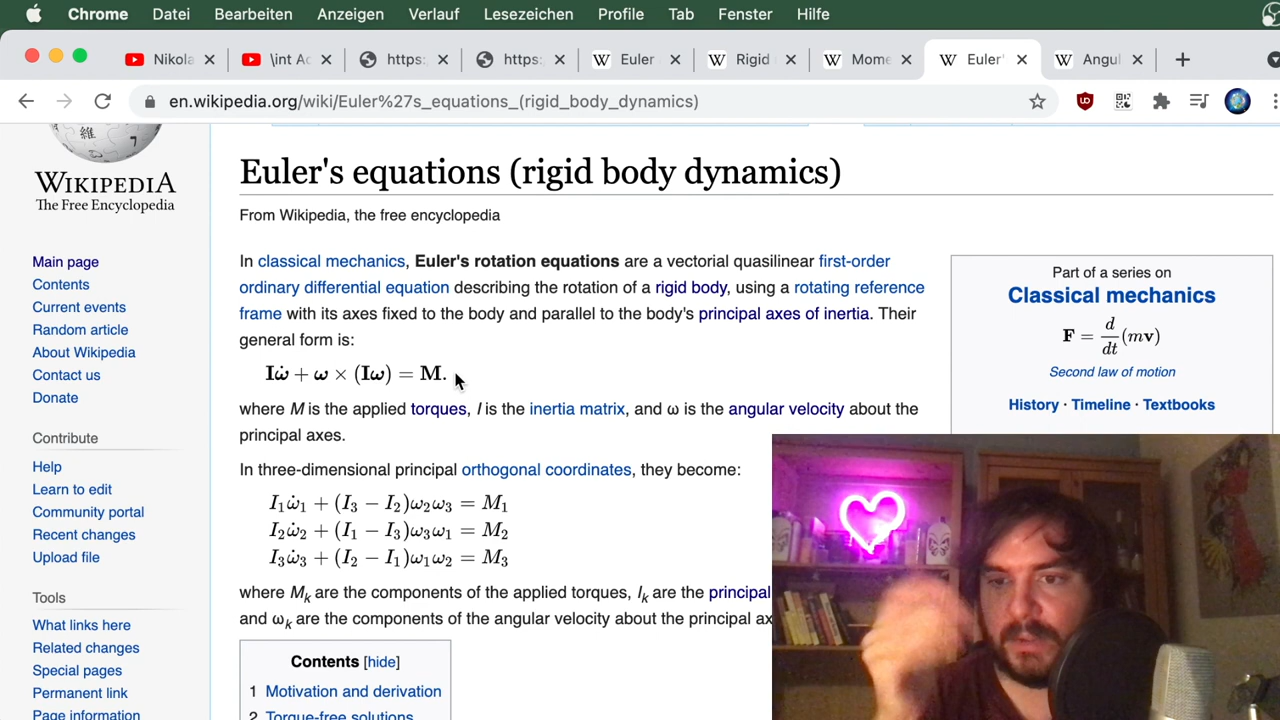 Chrome Datei Bearbeiten Anzeigen Verlauf Lesezeichen Profile Tab Fenster Hilfe
Nikola \int Ac https: https: Euler Rigid Mome Euler' Angul
en.wikipedia.org/wiki/Euler%27s_equations_(rigid_body_dynamics)
WIKIPEDIA
The Free Encyclopedia
Main page
Contents
Current events
Random article
About Wikipedia
Contact us
Donate
Contribute
Help
Learn to edit
Community portal
Recent changes
Upload file
Tools
What links here
Related changes
Special pages
Permanent link
Page information
Euler's equations (rigid body dynamics)
From Wikipedia, the free encyclopedia
In classical mechanics, Euler's rotation equations are a vectorial quasilinear first-order
ordinary differential equation describing the rotation of a rigid body, using a rotating reference
frame with its axes fixed to the body and parallel to the body's principal axes of inertia. Their
general form is:
Iω̇ + ω × (Iω) = M.
where M is the applied torques, I is the inertia matrix, and ω is the angular velocity about the
principal axes.
In three-dimensional principal orthogonal coordinates, they become:
I₁ω̇₁ + (I₃ − I₂)ω₂ω₃ = M₁
I₂ω̇₂ + (I₁ − I₃)ω₃ω₁ = M₂
I₃ω̇₃ + (I₂ − I₁)ω₁ω₂ = M₃
where Mₖ are the components of the applied torques, Iₖ are the principal
and ωₖ are the components of the angular velocity about the principal ax
Contents [hide]
1 Motivation and derivation
2 Torque-free solutions
Part of a series on
Classical mechanics
F = d/dt (mv)
Second law of motion
History · Timeline · Textbooks